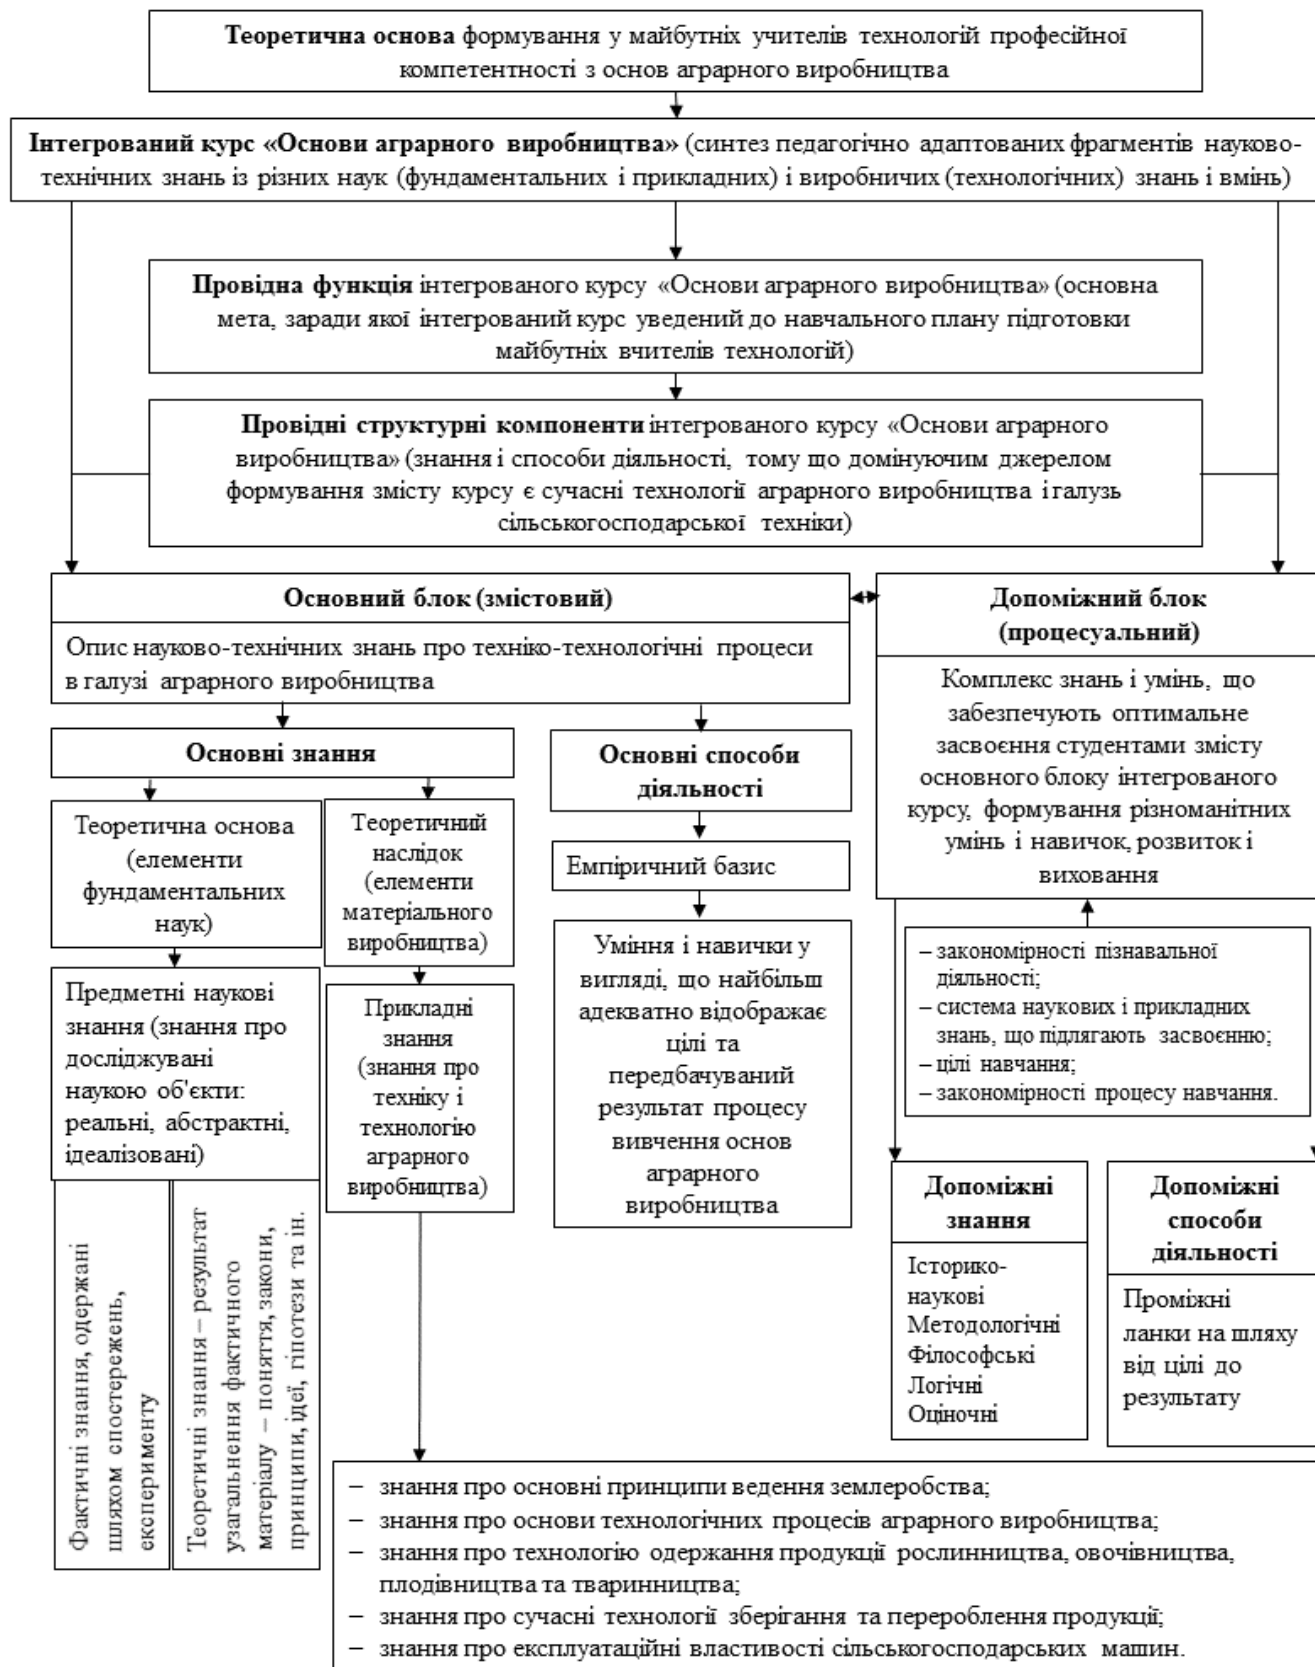 Теоретична основа формування у майбутніх учителів технологій професійної
компетентності з основ аграрного виробництва
Інтегрований курс «Основи аграрного виробництва» (синтез педагогічно адаптованих фрагментів науково-
технічних знань із різних наук (фундаментальних і прикладних) і виробничих (технологічних) знань і вмінь)
Провідна функція інтегрованого курсу «Основи аграрного виробництва» (основна
мета, заради якої інтегрований курс уведений до навчального плану підготовки
майбутніх вчителів технологій)
Провідні структурні компоненти інтегрованого курсу «Основи аграрного
виробництва» (знання і способи діяльності, тому що домінуючим джерелом
формування змісту курсу є сучасні технології аграрного виробництва і галузь
сільськогосподарської техніки)
Основний блок (змістовий)
Опис науково-технічних знань про техніко-технологічні процеси
в галузі аграрного виробництва
Допоміжний блок
(процесуальний)
Комплекс знань і умінь, що
забезпечують оптимальне
засвоєння студентами змісту
основного блоку інтегрованого
курсу, формування різноманітних
умінь і навичок, розвиток і
виховання
Основні знання
Основні способи
діяльності
Теоретична основа
(елементи
фундаментальних
наук)
Теоретичний
наслідок
(елементи
матеріального
виробництва)
Емпіричний базис
Предметні наукові
знання (знання про
досліджувані
наукою об'єкти:
реальні, абстрактні,
ідеалізовані)
Прикладні
знання
(знання про
техніку і
технологію
аграрного
виробництва)
Уміння і навички у
вигляді, що найбільш
адекватно відображає
цілі та
передбачуваний
результат процесу
вивчення основ
аграрного
виробництва
– закономірності пізнавальної
діяльності;
– система наукових і прикладних
знань, що підлягають засвоєнню;
– цілі навчання;
– закономірності процесу навчання.
Фактичні знання, одержані
шляхом спостережень,
експерименту
Теоретичні знання – результат
узагальнення фактичного
матеріалу – поняття, закони,
принципи, ідеї, гіпотези та ін.
Допоміжні
знання
Історико-
наукові
Методологічні
Філософські
Логічні
Оціночні
Допоміжні
способи
діяльності
Проміжні
ланки на шляху
від цілі до
результату
– знання про основні принципи ведення землеробства;
– знання про основи технологічних процесів аграрного виробництва;
– знання про технологію одержання продукції рослинництва, овочівництва,
плодівництва та тваринництва;
– знання про сучасні технології зберігання та перероблення продукції;
– знання про експлуатаційні властивості сільськогосподарських машин.